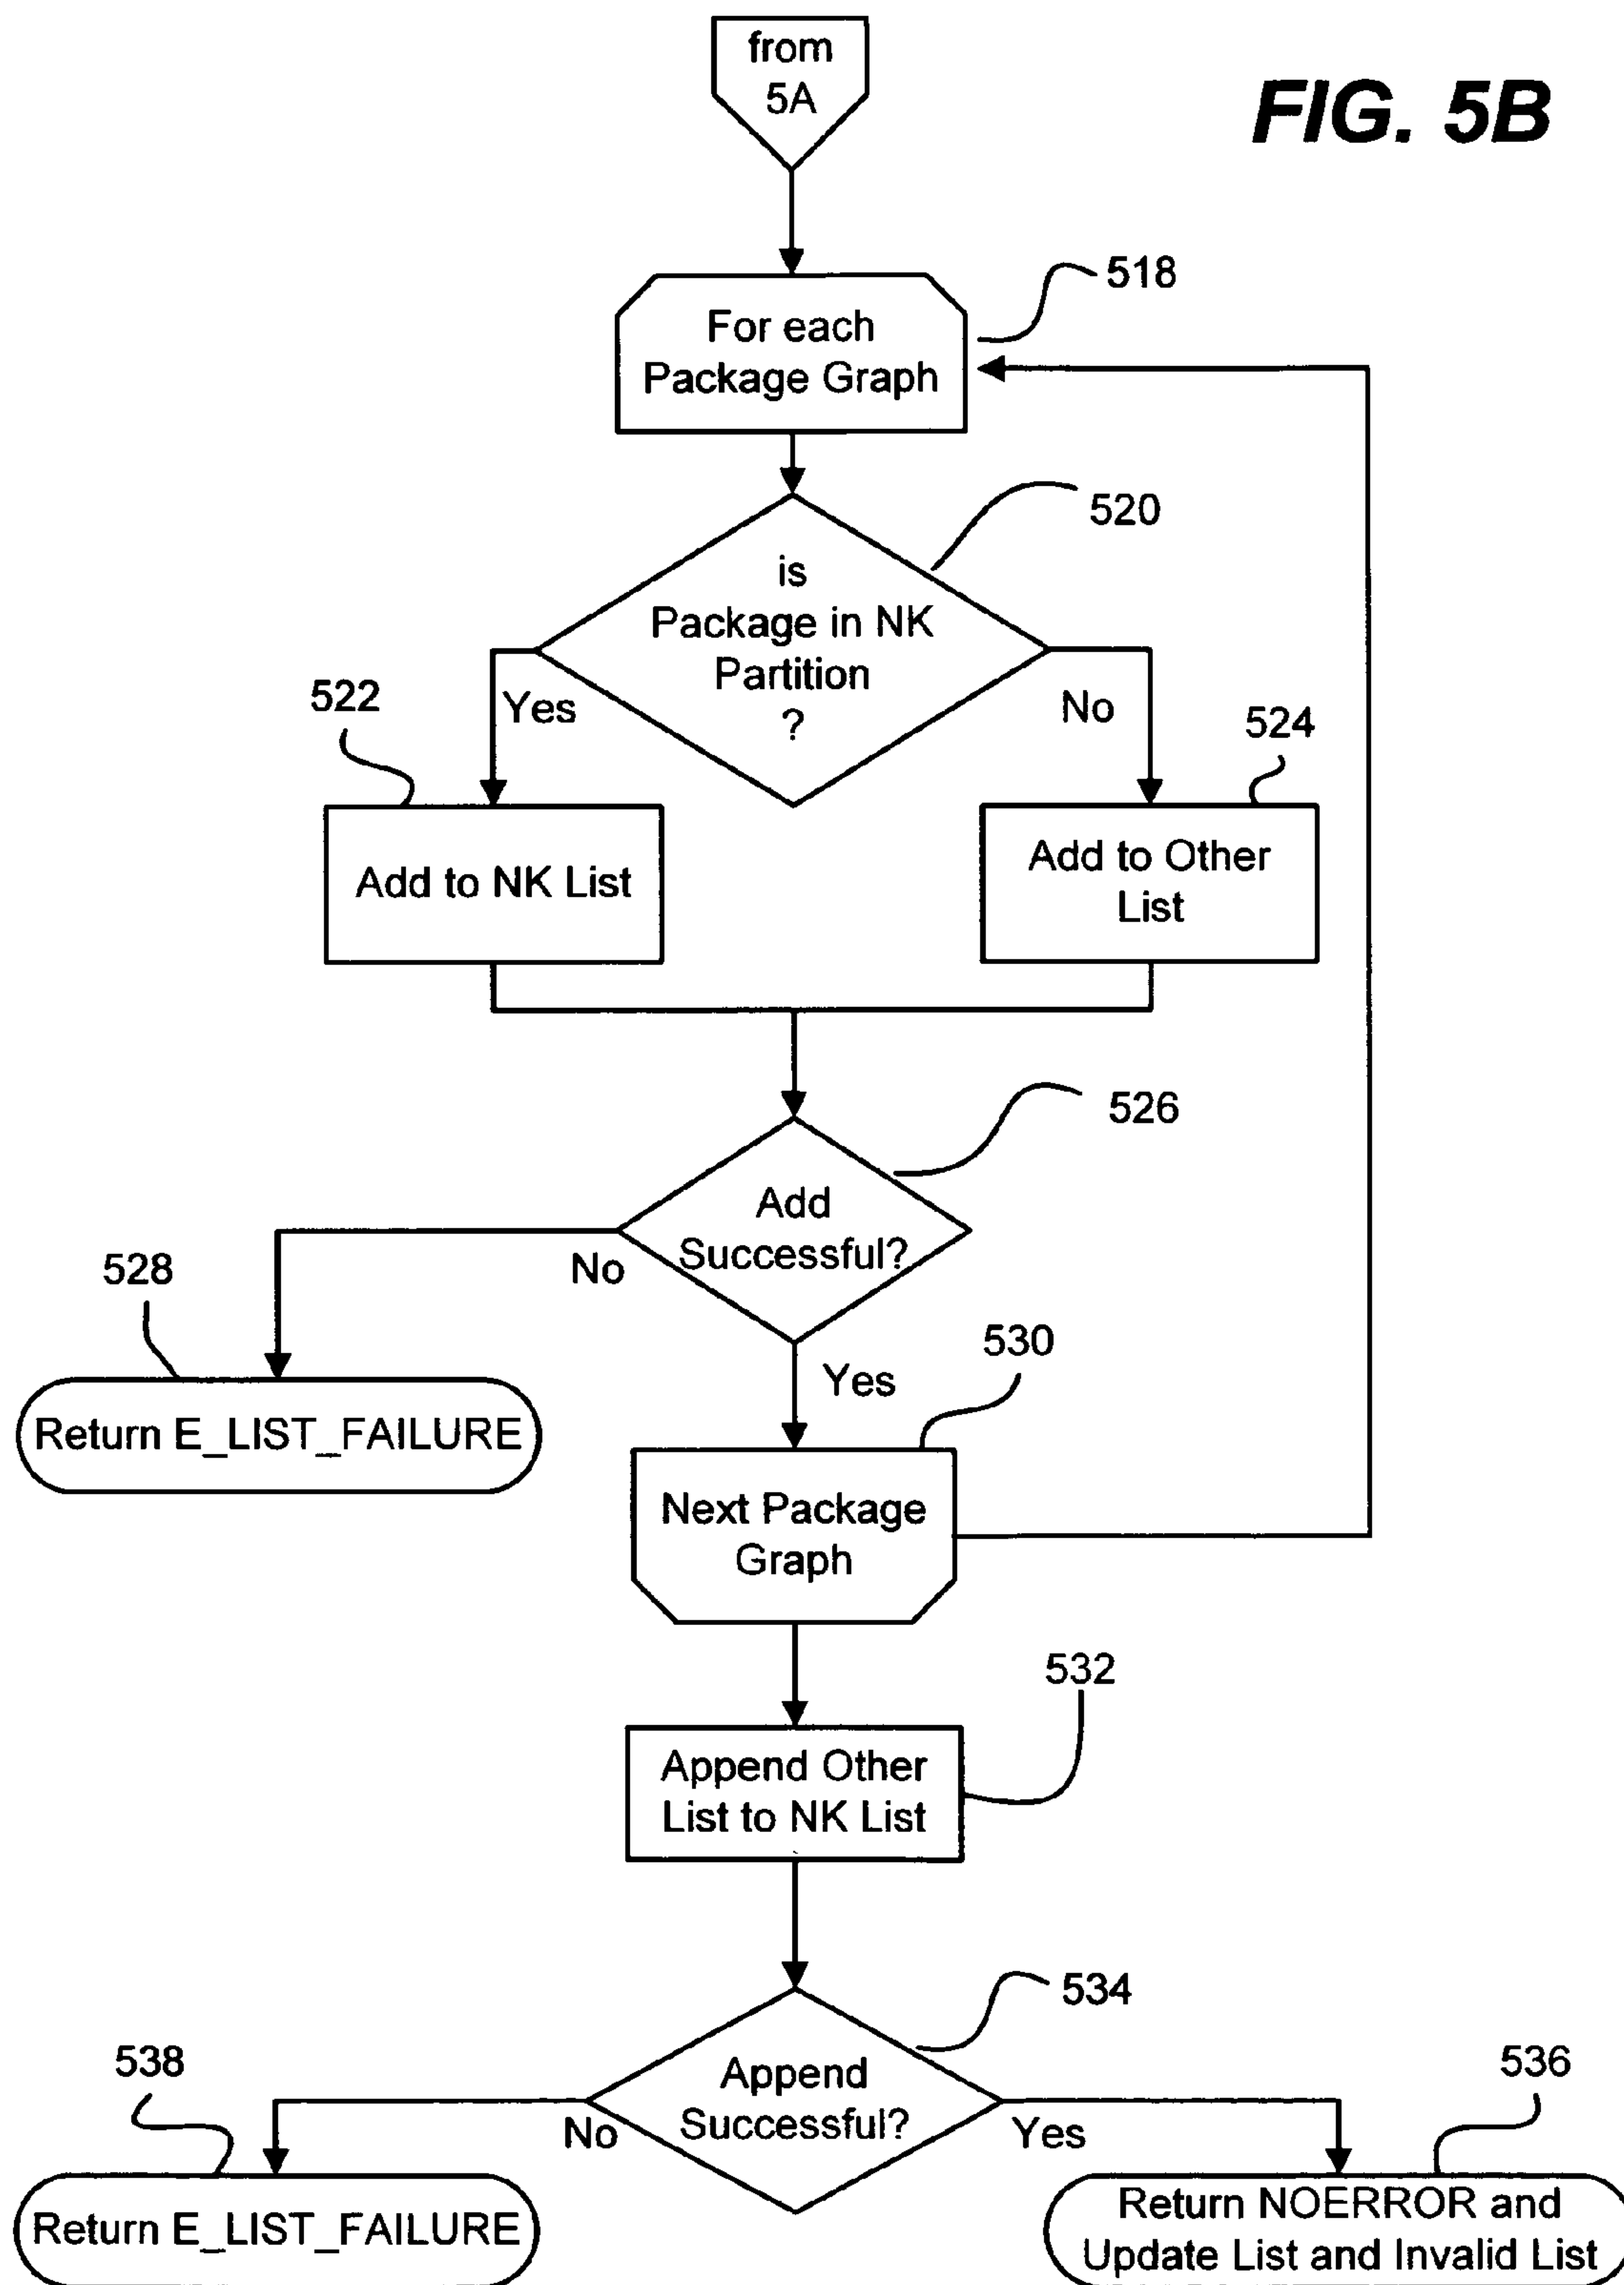 from
5A
FIG. 5B
518
For each
Package Graph
520
is
Package in NK
Partition
?
522
Yes
No
524
Add to NK List
Add to Other
List
526
Add
Successful?
528
No
530
Yes
Return E_LIST_FAILURE
Next Package
Graph
532
Append Other
List to NK List
534
538
Append
Successful?
536
No
Yes
Return E_LIST_FAILURE
Return NOERROR and
Update List and Invalid List